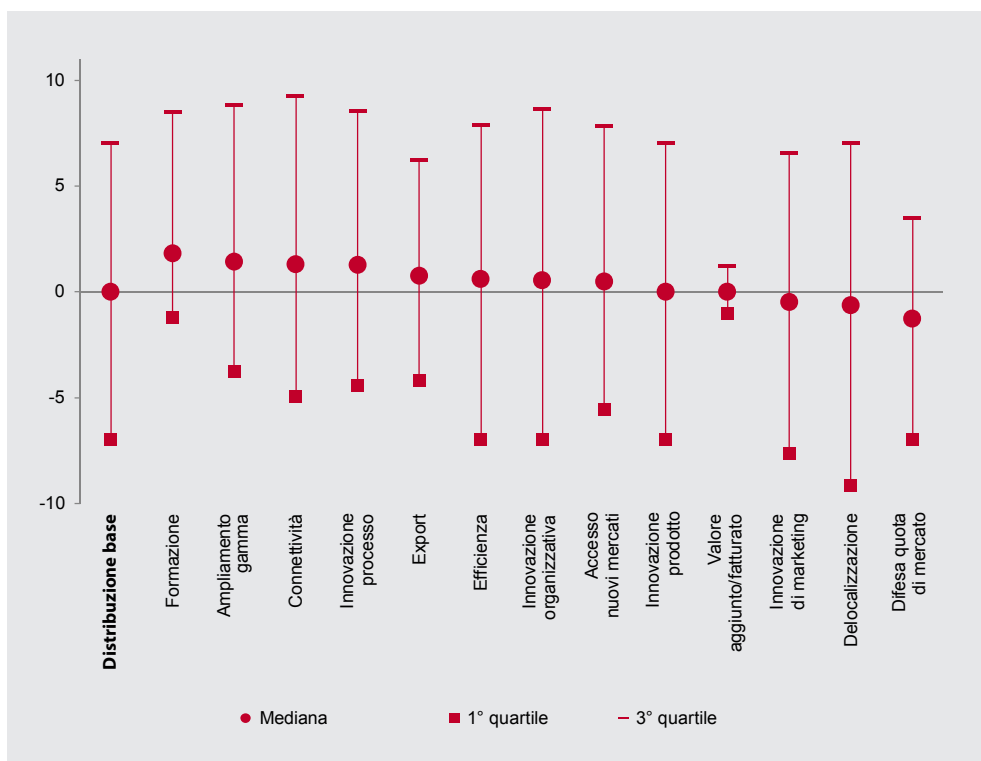 10
5
0
-5
-10
Distribuzione base
Formazione
Ampliamento
gamma
Connettività
Innovazione
processo
Export
Efficienza
Innovazione
organizzativa
Accesso
nuovi mercati
Innovazione
prodotto
Valore
aggiunto/fatturato
Innovazione
di marketing
Delocalizzazione
Difesa quota
di mercato
Mediana
1° quartile
3° quartile